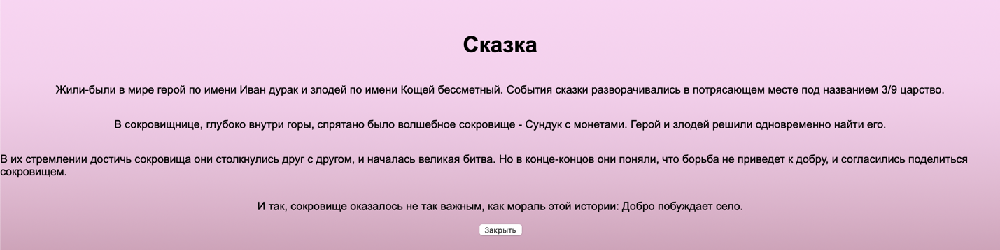 Сказка
Жили-были в мире герой по имени Иван дурак и злодей по имени Кощей бессметный. События сказки разворачивались в потрясающем месте под названием 3/9 царство.
В сокровищнице, глубоко внутри горы, спрятано было волшебное сокровище - Сундук с монетами. Герой и злодей решили одновременно найти его.
В их стремлении достичь сокровища они столкнулись друг с другом, и началась великая битва. Но в конце-концов они поняли, что борьба не приведет к добру, и согласились поделиться
сокровищем.
И так, сокровище оказалось не так важным, как мораль этой истории: Добро побуждает село.
Закрыть